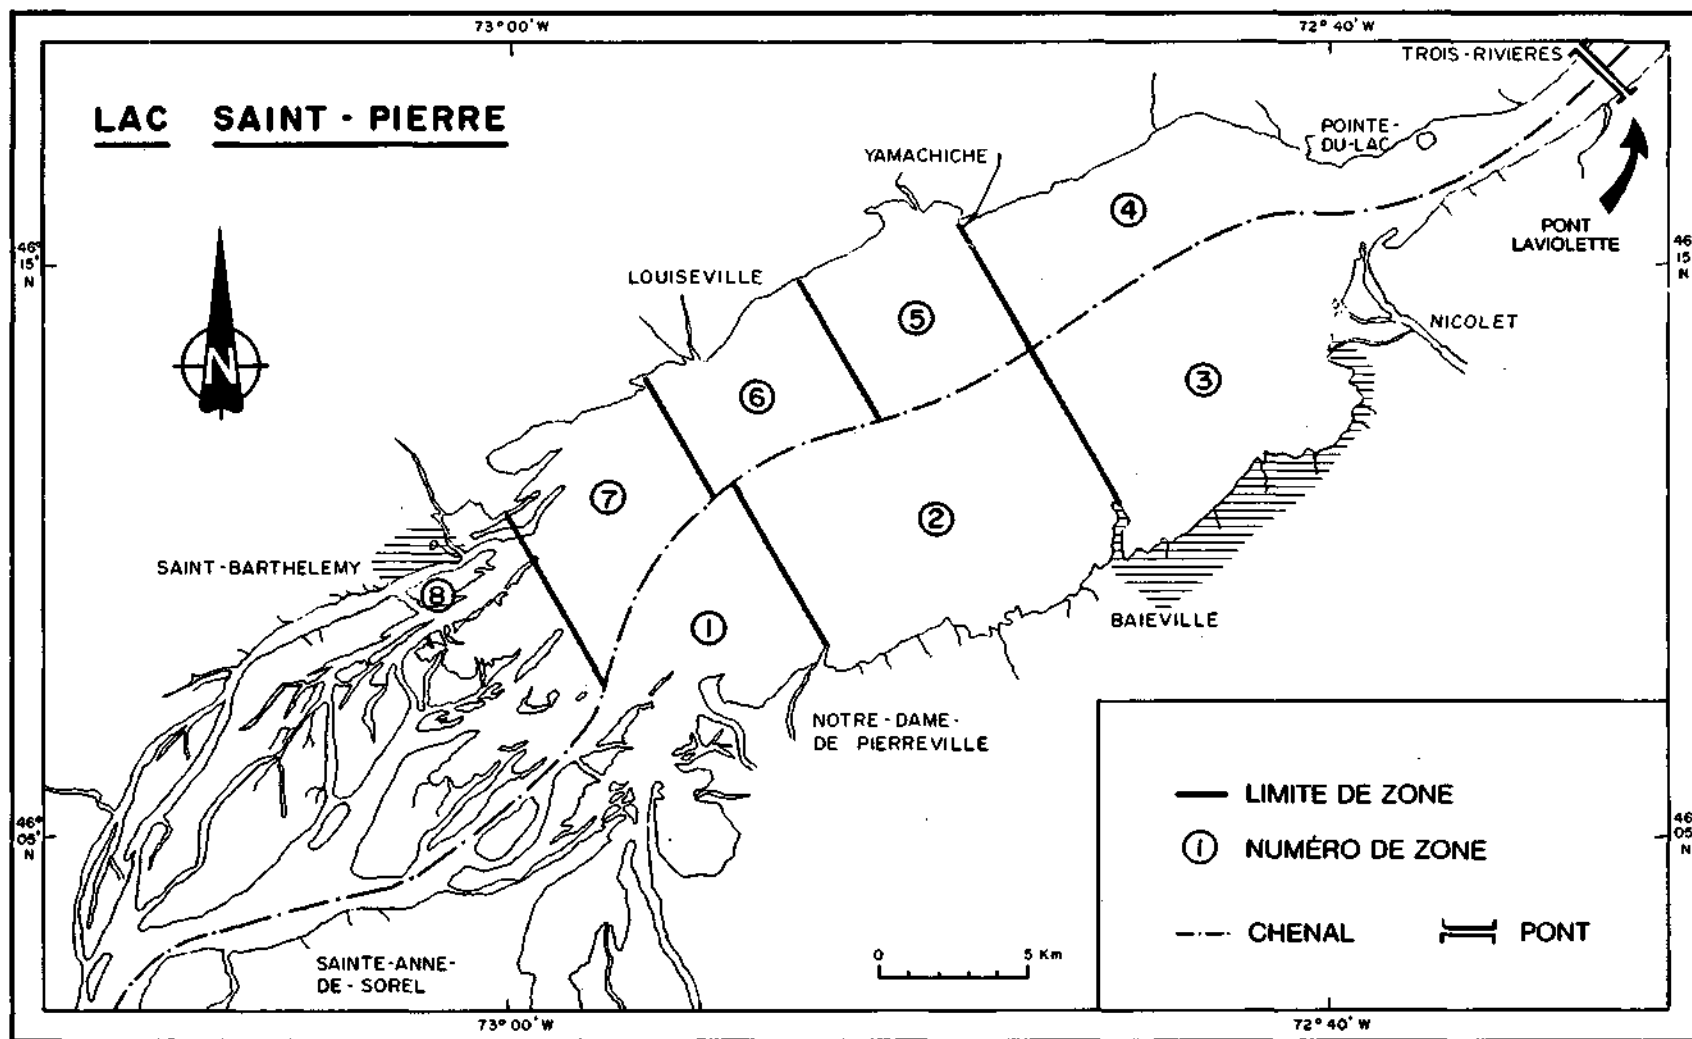 73°00'W
72°40'W
TROIS-RIVIERES
LAC SAINT-PIERRE
POINTE-
DU-LAC
YAMACHICHE
④
PONT
LAVIOLETTE
46°
15'
N
46°
15'
N
LOUISEVILLE
⑤
NICOLET
N
⑥
③
⑦
②
SAINT-BARTHELEMY
⑧
①
BAIEVILLE
NOTRE-DAME-
DE PIERREVILLE
LIMITE DE ZONE
① NUMÉRO DE ZONE
46°
05'
N
46°
05'
N
CHENAL
PONT
SAINTE-ANNE-
DE-SOREL
0 5 Km
73°00'W
72°40'W